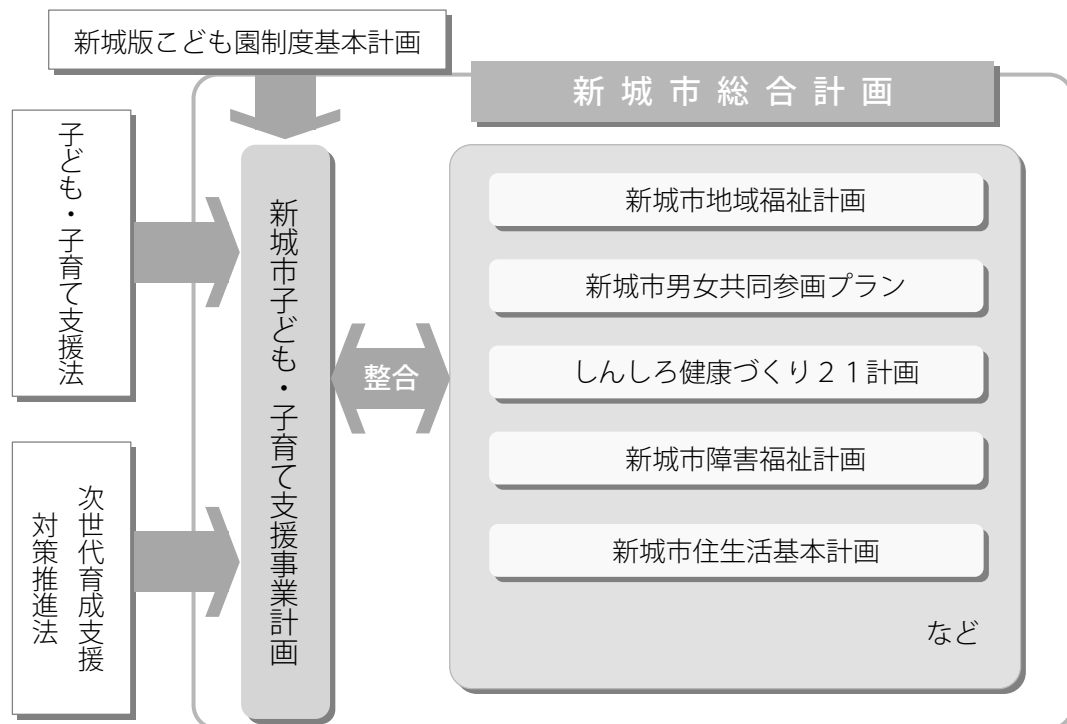 新城版こども園制度基本計画
新城市総合計画
子ども・子育て支援法
次世代育成支援
対策推進法
新城市子ども・子育て支援事業計画
整合
新城市地域福祉計画
新城市男女共同参画プラン
しんしろ健康づくり２１計画
新城市障害福祉計画
新城市住生活基本計画
など